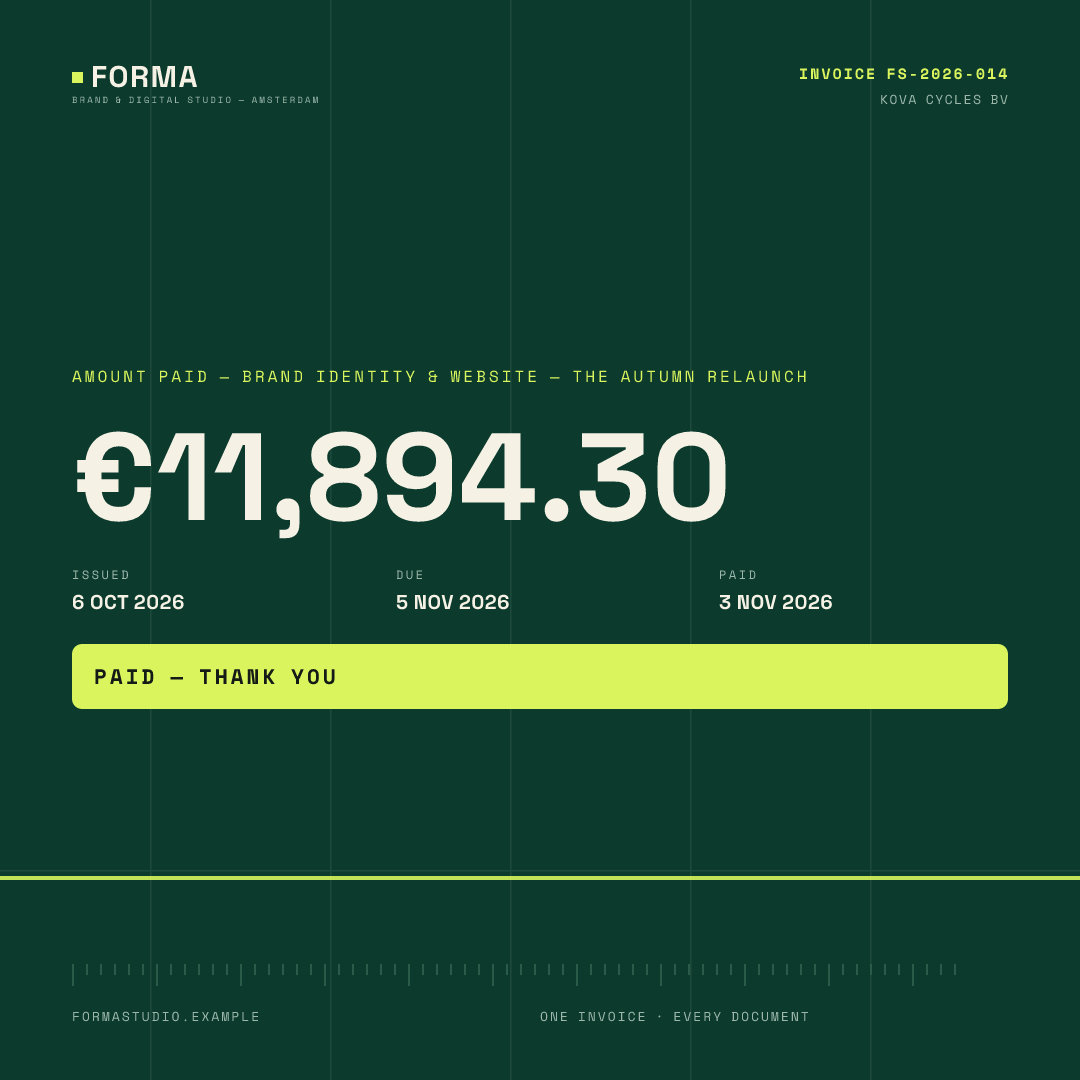 FORMA
BRAND & DIGITAL STUDIO — AMSTERDAM
INVOICE FS-2026-014
KOVA CYCLES BV
AMOUNT PAID — BRAND IDENTITY & WEBSITE — THE AUTUMN RELAUNCH
€11,894.30
ISSUED
6 OCT 2026
DUE
5 NOV 2026
PAID
3 NOV 2026
PAID — THANK YOU
FORMASTUDIO.EXAMPLE
ONE INVOICE · EVERY DOCUMENT